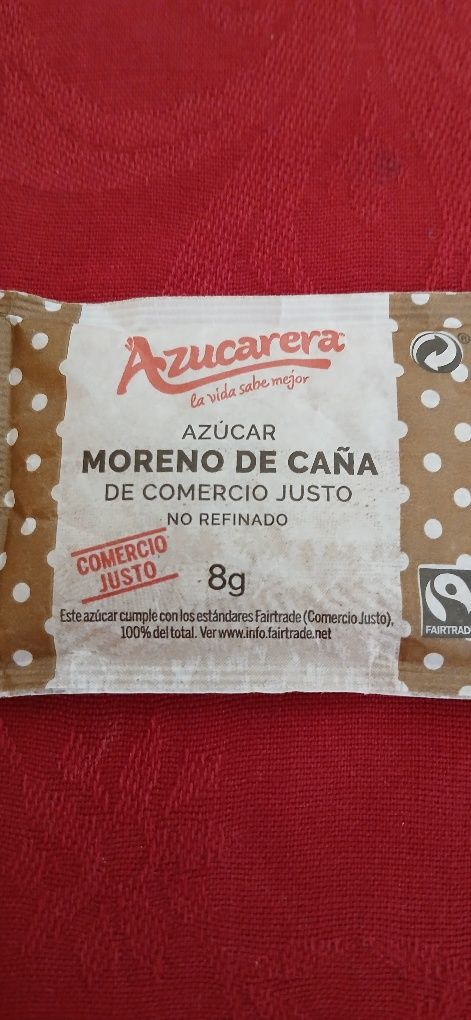 Azucarera
la vida sabe mejor
AZÚCAR
MORENO DE CAÑA
DE COMERCIO JUSTO
NO REFINADO
COMERCIO
JUSTO
8g
Este azúcar cumple con los estándares Fairtrade (Comercio Justo),
100% del total. Ver www.info.fairtrade.net
FAIRTRAD